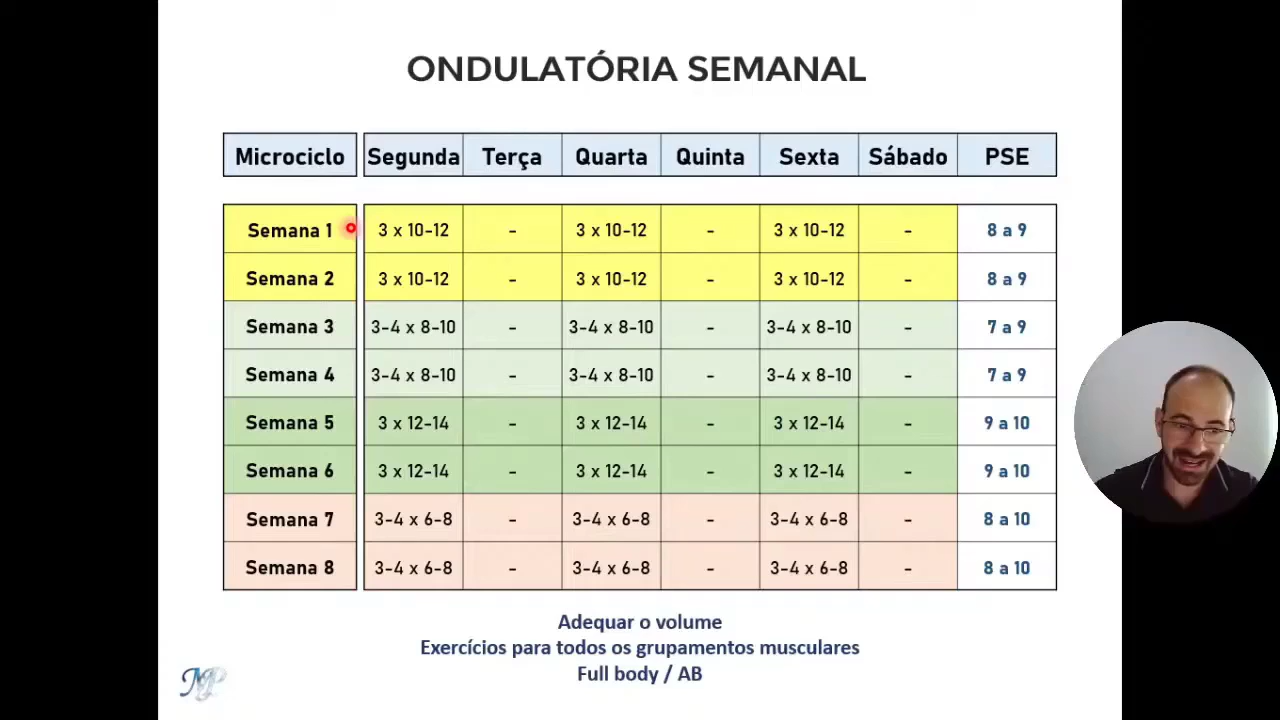 ONDULATÓRIA SEMANAL
Microciclo Segunda Terça Quarta Quinta Sexta Sábado PSE
Semana 1 3 x 10-12 - 3 x 10-12 - 3 x 10-12 - 8 a 9
Semana 2 3 x 10-12 - 3 x 10-12 - 3 x 10-12 - 8 a 9
Semana 3 3-4 x 8-10 - 3-4 x 8-10 - 3-4 x 8-10 - 7 a 9
Semana 4 3-4 x 8-10 - 3-4 x 8-10 - 3-4 x 8-10 - 7 a 9
Semana 5 3 x 12-14 - 3 x 12-14 - 3 x 12-14 - 9 a 10
Semana 6 3 x 12-14 - 3 x 12-14 - 3 x 12-14 - 9 a 10
Semana 7 3-4 x 6-8 - 3-4 x 6-8 - 3-4 x 6-8 - 8 a 10
Semana 8 3-4 x 6-8 - 3-4 x 6-8 - 3-4 x 6-8 - 8 a 10
Adequar o volume
Exercícios para todos os grupamentos musculares
Full body / AB
MP